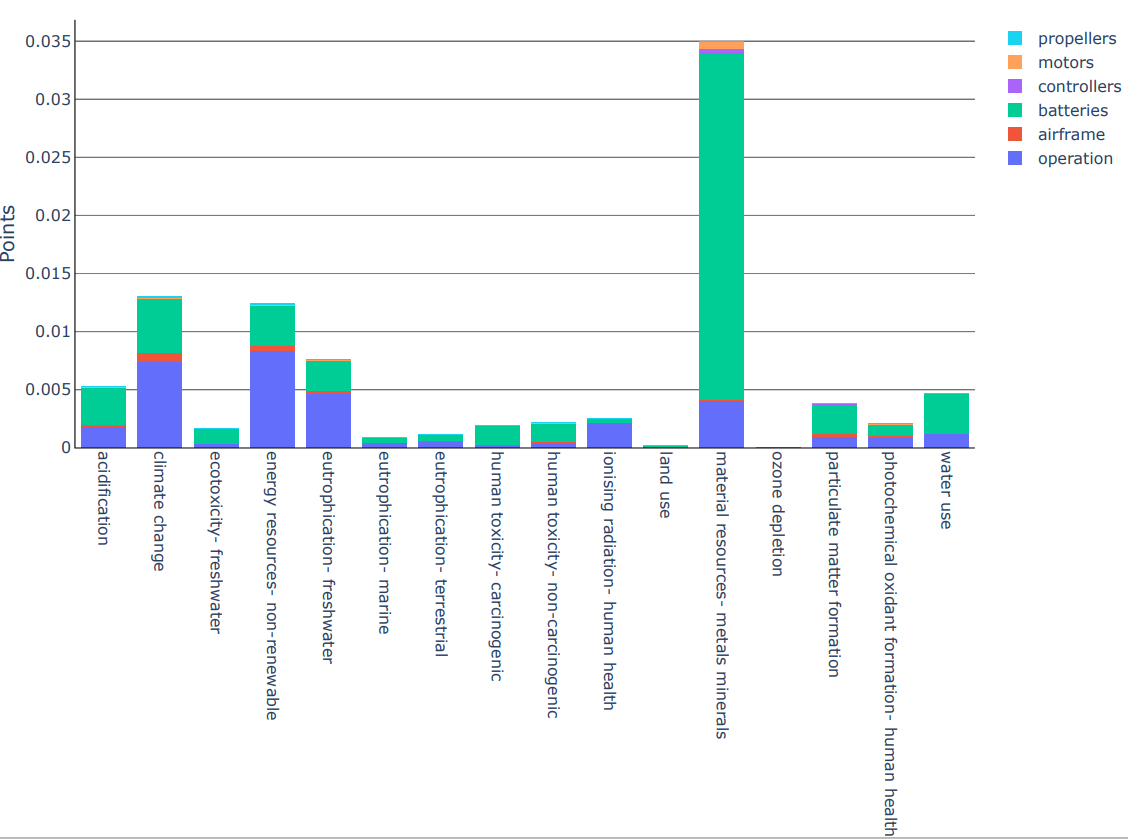 0.035
0.03
0.025
0.02
0.015
0.01
0.005
0
Points
propellers
motors
controllers
batteries
airframe
operation
acidification
climate change
ecotoxicity- freshwater
energy resources- non-renewable
eutrophication- freshwater
eutrophication- marine
eutrophication- terrestrial
human toxicity- carcinogenic
human toxicity- non-carcinogenic
ionising radiation- human health
land use
material resources- metals minerals
ozone depletion
particulate matter formation
photochemical oxidant formation- human health
water use